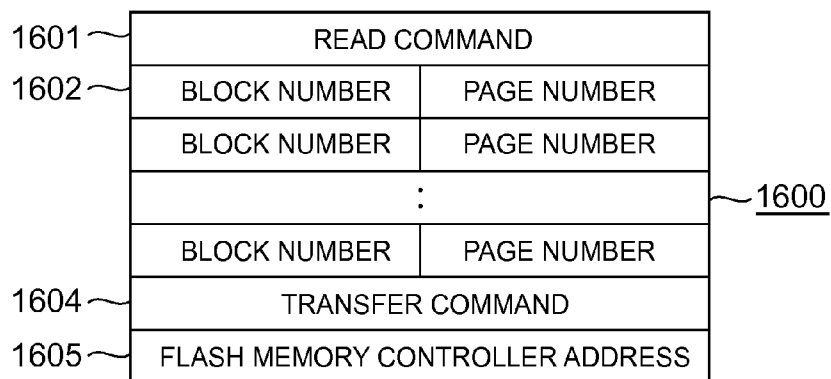 1601 READ COMMAND
1602 BLOCK NUMBER PAGE NUMBER
BLOCK NUMBER PAGE NUMBER
: 1600
BLOCK NUMBER PAGE NUMBER
1604 TRANSFER COMMAND
1605 FLASH MEMORY CONTROLLER ADDRESS